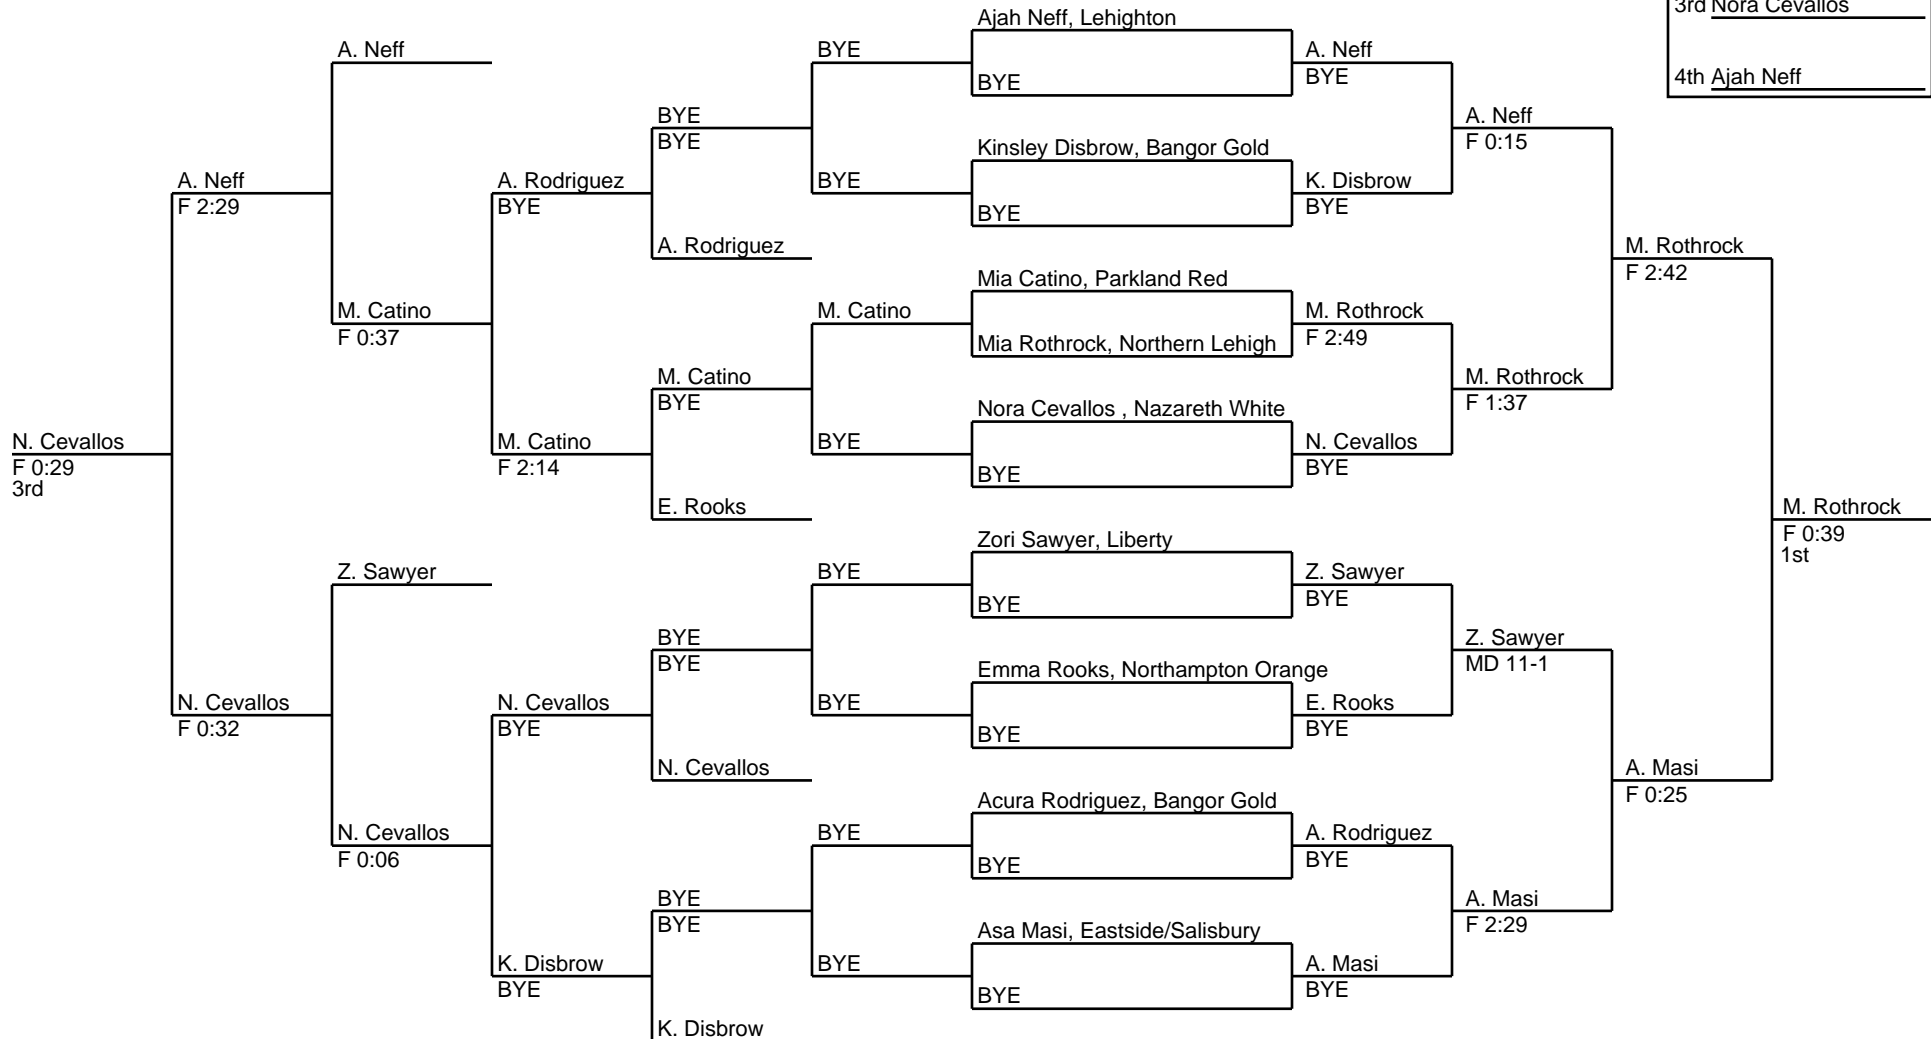 3rd Nora Cevallos
4th Ajah Neff
Ajah Neff, Lehighton
A. Neff
BYE
A. Neff
BYE
BYE
BYE
A. Neff
BYE
F 0:15
Kinsley Disbrow, Bangor Gold
A. Neff
A. Rodriguez
BYE
K. Disbrow
F 2:29
BYE
BYE
BYE
A. Rodriguez
M. Rothrock
F 2:42
Mia Catino, Parkland Red
M. Catino
M. Catino
M. Rothrock
F 0:37
Mia Rothrock, Northern Lehigh
F 2:49
M. Catino
M. Rothrock
BYE
F 1:37
Nora Cevallos , Nazareth White
N. Cevallos
M. Catino
BYE
N. Cevallos
F 0:29
F 2:14
BYE
BYE
3rd
E. Rooks
M. Rothrock
F 0:39
1st
Zori Sawyer, Liberty
Z. Sawyer
BYE
Z. Sawyer
BYE
BYE
BYE
Z. Sawyer
BYE
MD 11-1
Emma Rooks, Northampton Orange
N. Cevallos
N. Cevallos
BYE
E. Rooks
F 0:32
BYE
BYE
BYE
N. Cevallos
A. Masi
F 0:25
Acura Rodriguez, Bangor Gold
N. Cevallos
BYE
A. Rodriguez
F 0:06
BYE
BYE
BYE
A. Masi
BYE
F 2:29
Asa Masi, Eastside/Salisbury
K. Disbrow
BYE
A. Masi
BYE
BYE
BYE
K. Disbrow